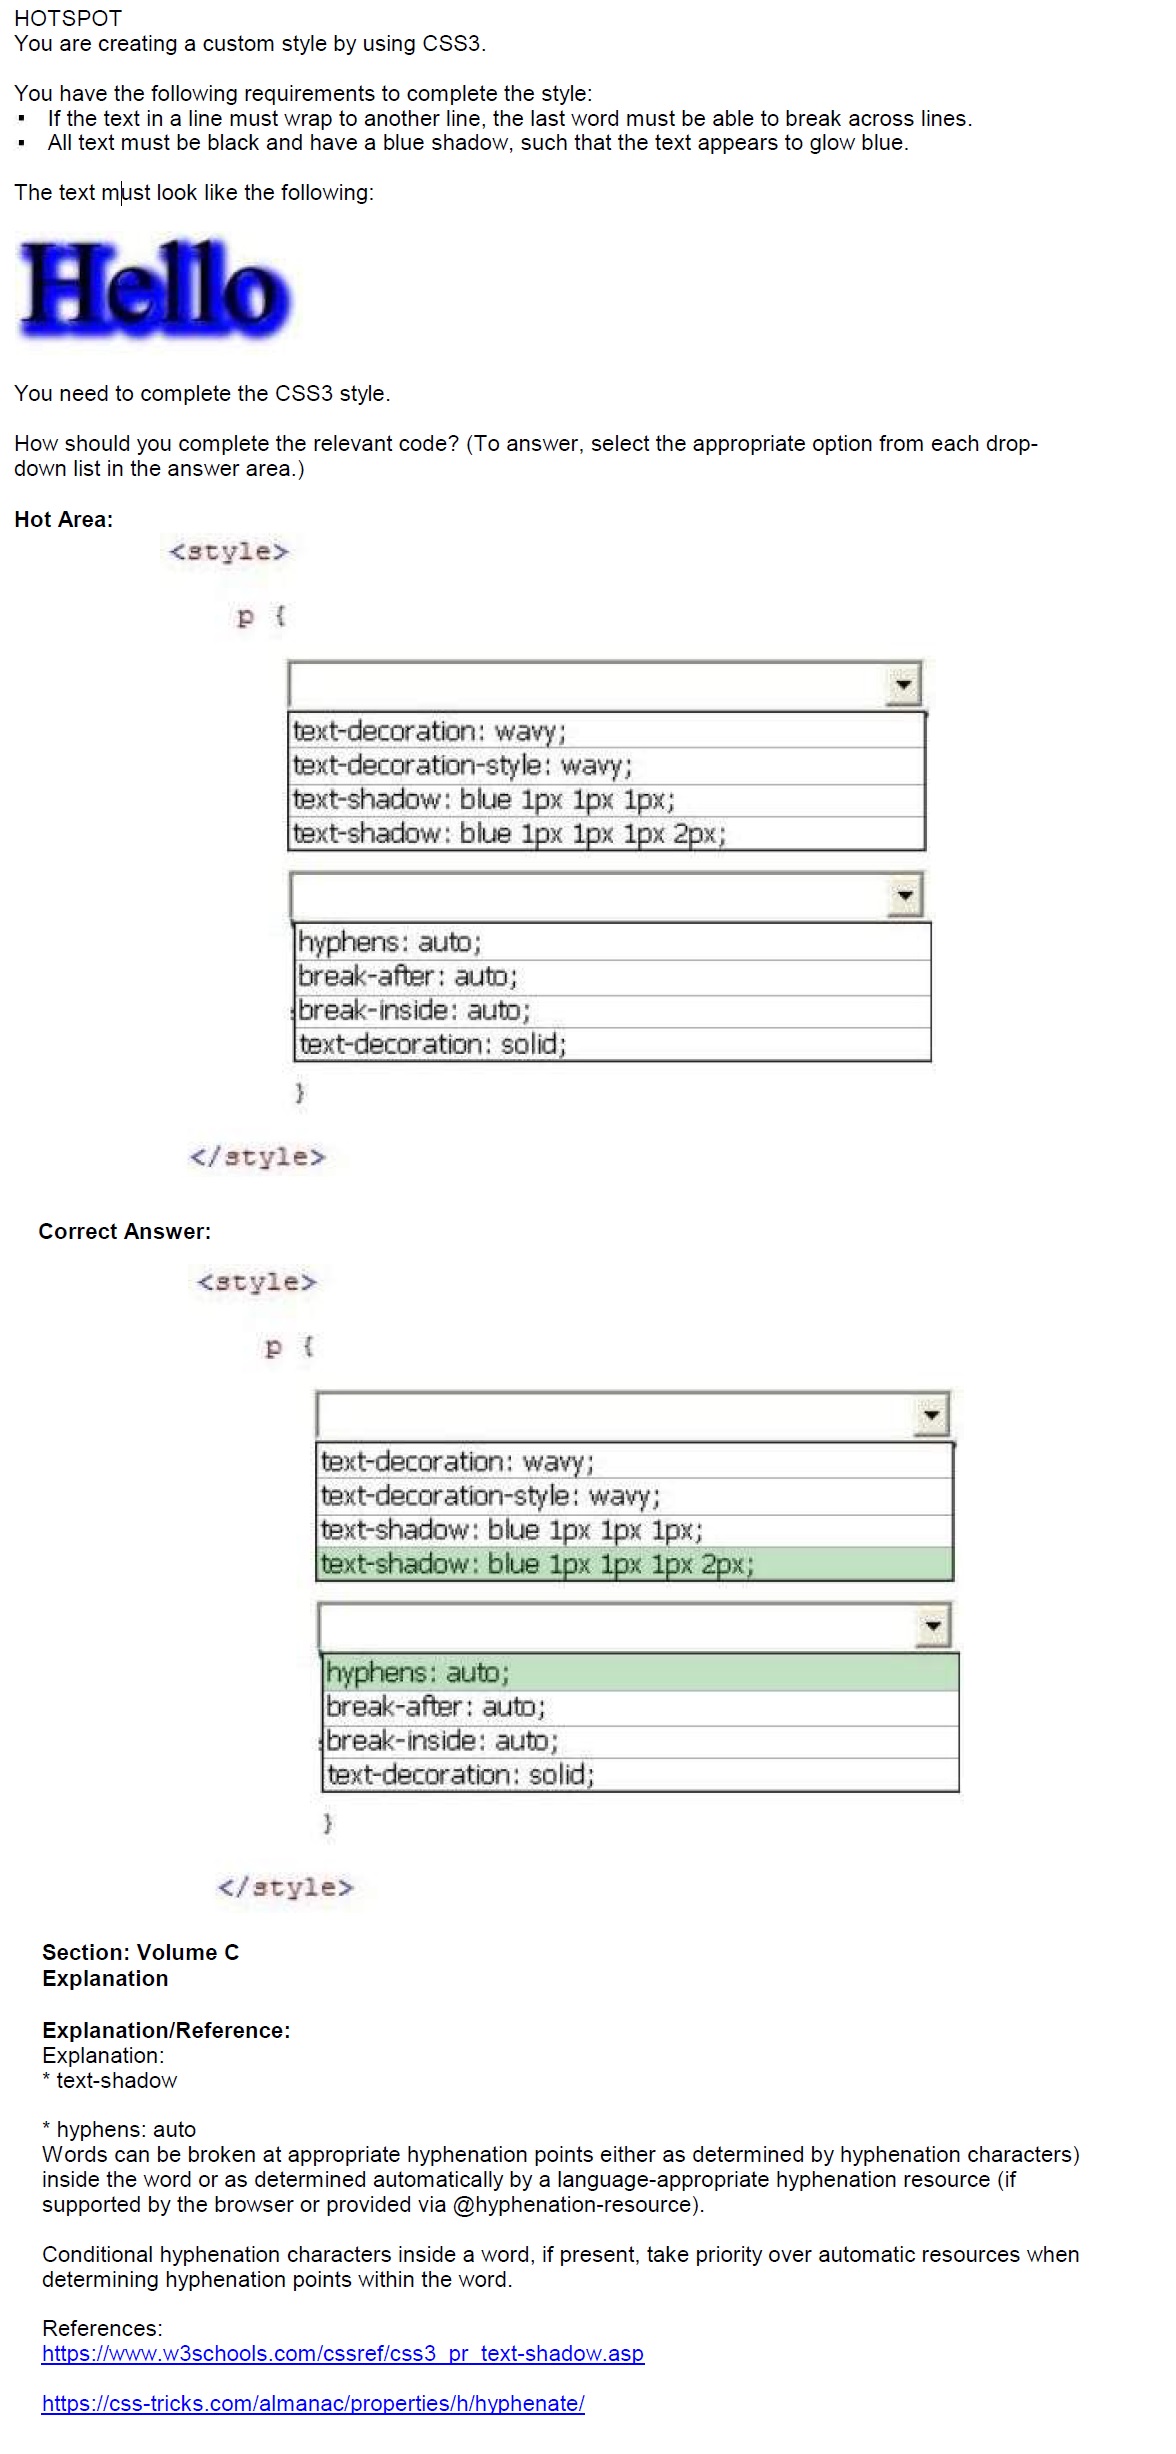 HOTSPOT
You are creating a custom style by using CSS3.
You have the following requirements to complete the style:
▪ If the text in a line must wrap to another line, the last word must be able to break across lines.
▪ All text must be black and have a blue shadow, such that the text appears to glow blue.
The text must look like the following:
Hello
You need to complete the CSS3 style.
How should you complete the relevant code? (To answer, select the appropriate option from each drop-
down list in the answer area.)
Hot Area:
<style>
p {
text-decoration: wavy;
text-decoration-style: wavy;
text-shadow: blue 1px 1px 1px;
text-shadow: blue 1px 1px 1px 2px;
hyphens: auto;
break-after: auto;
break-inside: auto;
text-decoration: solid;
}
</style>
Correct Answer:
<style>
p {
text-decoration: wavy;
text-decoration-style: wavy;
text-shadow: blue 1px 1px 1px;
text-shadow: blue 1px 1px 1px 2px;
hyphens: auto;
break-after: auto;
break-inside: auto;
text-decoration: solid;
}
</style>
Section: Volume C
Explanation
Explanation/Reference:
Explanation:
* text-shadow
* hyphens: auto
Words can be broken at appropriate hyphenation points either as determined by hyphenation characters)
inside the word or as determined automatically by a language-appropriate hyphenation resource (if
supported by the browser or provided via @hyphenation-resource).
Conditional hyphenation characters inside a word, if present, take priority over automatic resources when
determining hyphenation points within the word.
References:
https://www.w3schools.com/cssref/css3_pr_text-shadow.asp
https://css-tricks.com/almanac/properties/h/hyphenate/